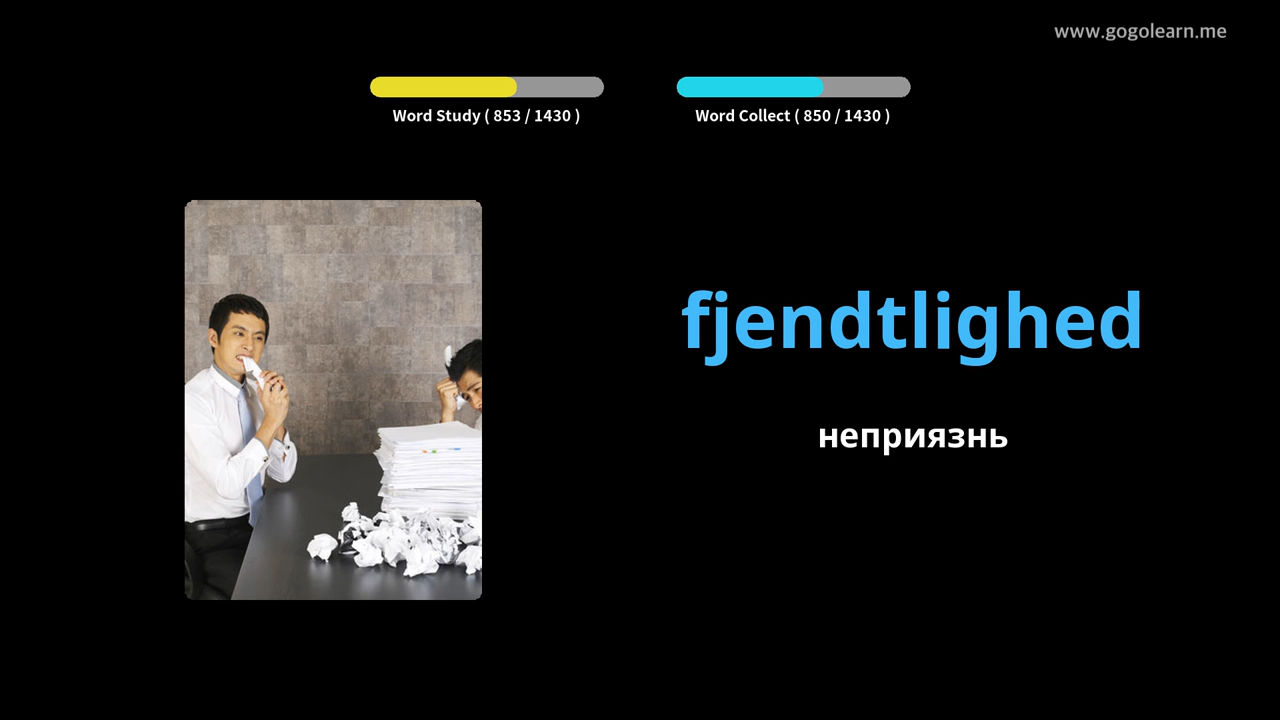 www.gogolearn.me
Word Study ( 853 / 1430 )
Word Collect ( 850 / 1430 )
fjendtlighed
неприязнь